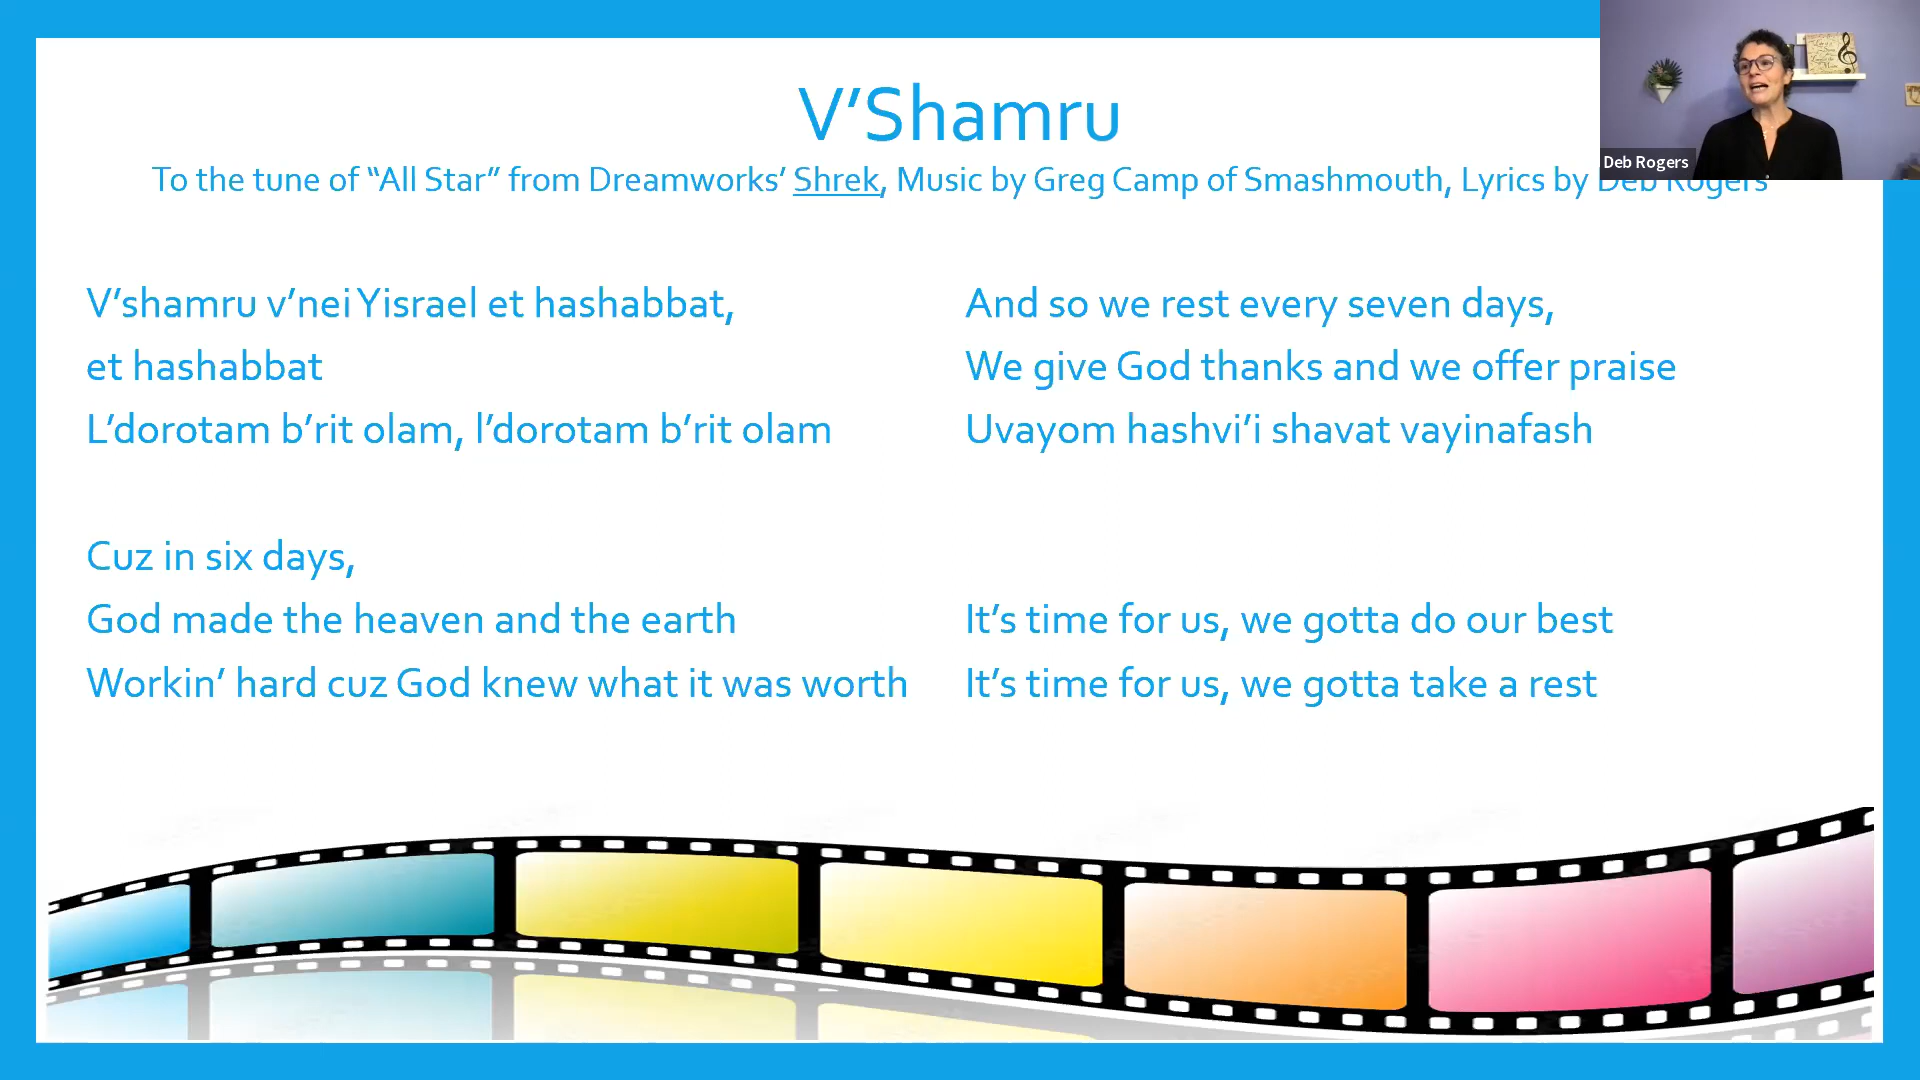 V’Shamru
To the tune of “All Star” from Dreamworks’ Shrek, Music by Greg Camp of Smashmouth, Lyrics by Deb Rogers
V’shamru v’nei Yisrael et hashabbat,
et hashabbat
L’dorotam b’rit olam, l’dorotam b’rit olam
Cuz in six days,
God made the heaven and the earth
Workin’ hard cuz God knew what it was worth
And so we rest every seven days,
We give God thanks and we offer praise
Uvayom hashvi’i shavat vayinafash
It’s time for us, we gotta do our best
It’s time for us, we gotta take a rest
Deb Rogers